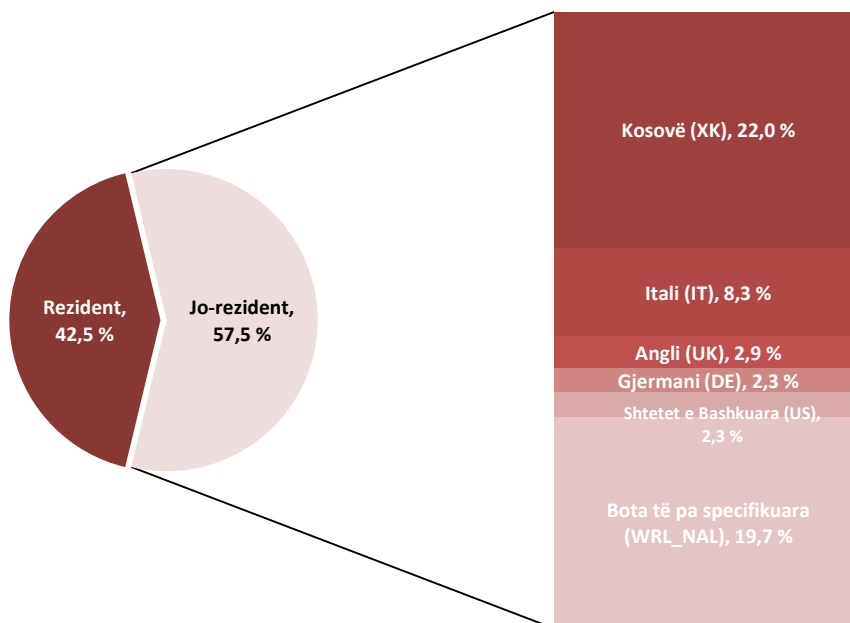 Rezident,
42,5 %
Jo-rezident,
57,5 %
Kosovë (XK), 22,0 %
Itali (IT), 8,3 %
Angli (UK), 2,9 %
Gjermani (DE), 2,3 %
Shtetet e Bashkuara (US),
2,3 %
Bota të pa specifikuara
(WRL_NAL), 19,7 %